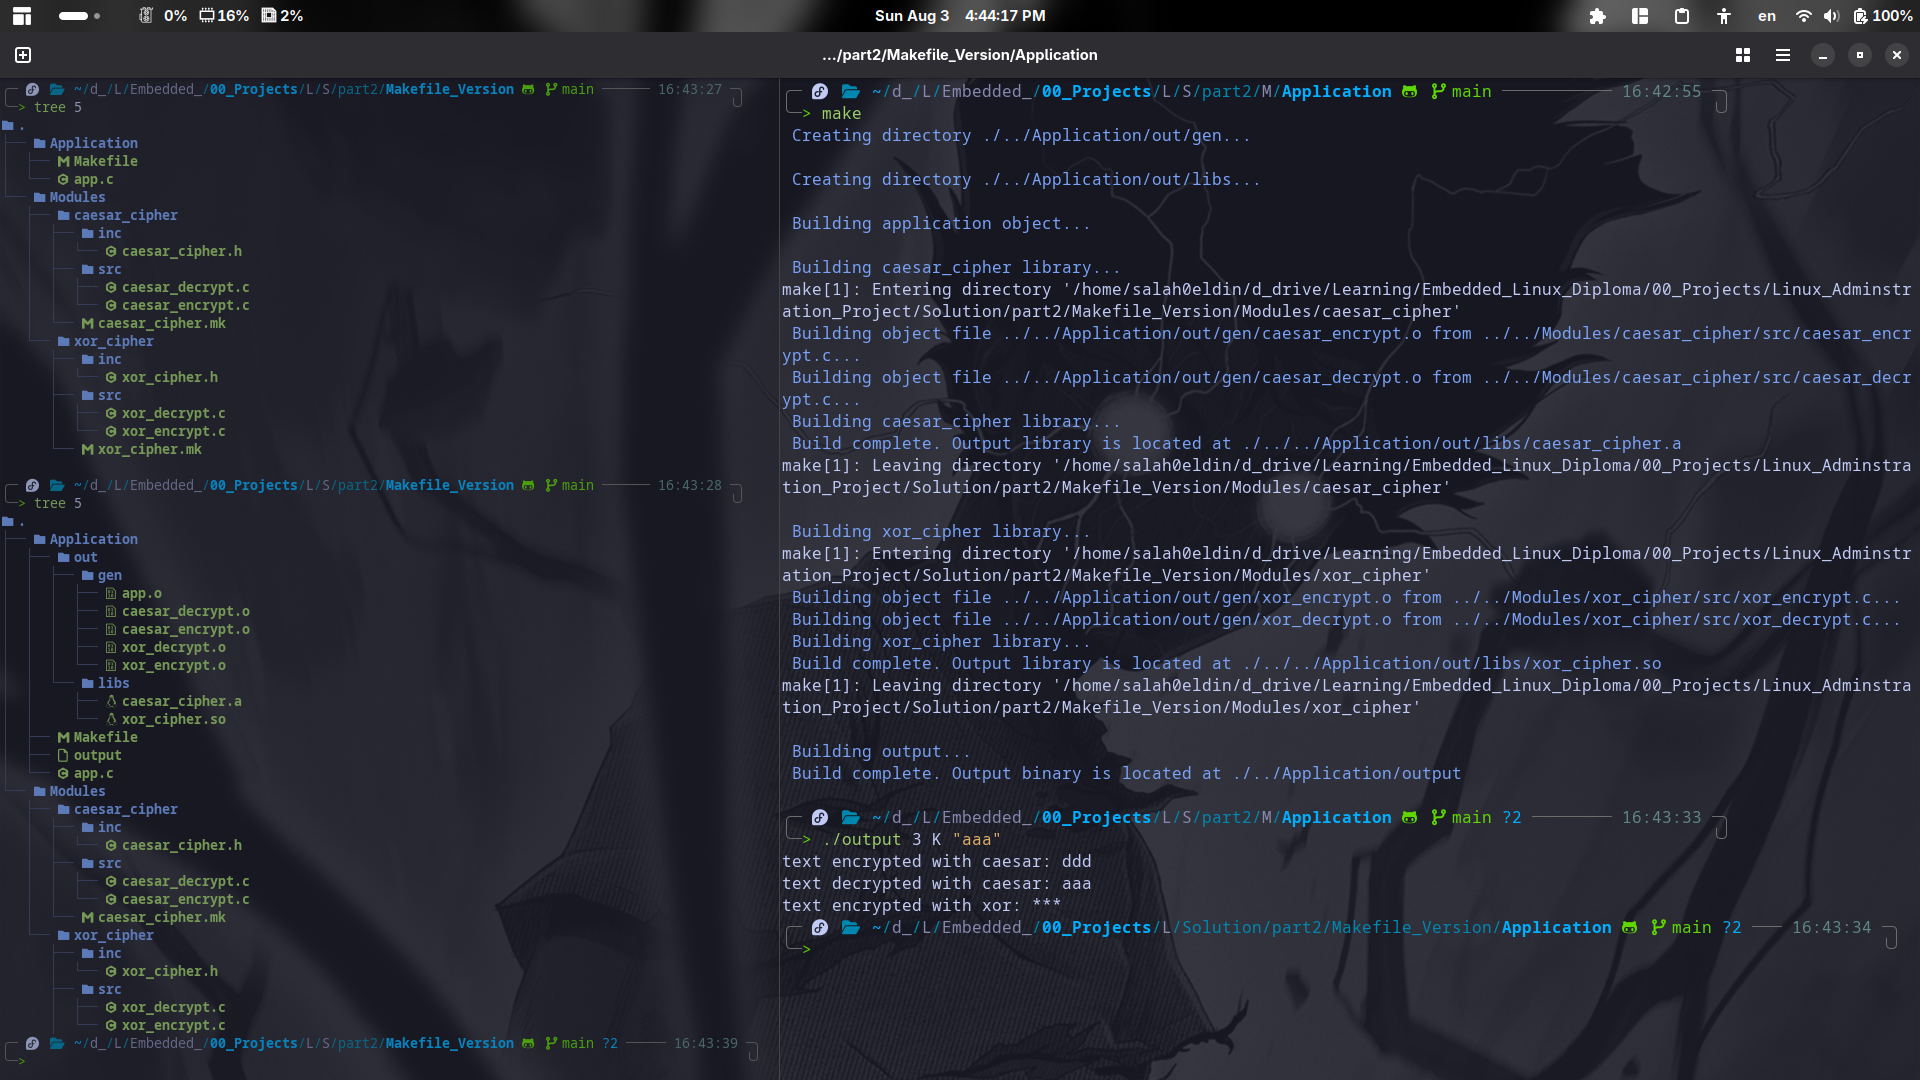 0% 16% 2% Sun Aug 3 4:44:17 PM en 100%
.../part2/Makefile_Version/Application
~/d_/L/Embedded_/00_Projects/L/S/part2/Makefile_Version main 16:43:27
> tree 5
.
Application
Makefile
app.c
Modules
caesar_cipher
inc
caesar_cipher.h
src
caesar_decrypt.c
caesar_encrypt.c
caesar_cipher.mk
xor_cipher
inc
xor_cipher.h
src
xor_decrypt.c
xor_encrypt.c
xor_cipher.mk
~/d_/L/Embedded_/00_Projects/L/S/part2/Makefile_Version main 16:43:28
> tree 5
.
Application
out
gen
app.o
caesar_decrypt.o
caesar_encrypt.o
xor_decrypt.o
xor_encrypt.o
libs
caesar_cipher.a
xor_cipher.so
Makefile
output
app.c
Modules
caesar_cipher
inc
caesar_cipher.h
src
caesar_decrypt.c
caesar_encrypt.c
caesar_cipher.mk
xor_cipher
inc
xor_cipher.h
src
xor_decrypt.c
xor_encrypt.c
~/d_/L/Embedded_/00_Projects/L/S/part2/Makefile_Version main ?2 16:43:39
>
~/d_/L/Embedded_/00_Projects/L/S/part2/M/Application main 16:42:55
> make
Creating directory ./../Application/out/gen...
Creating directory ./../Application/out/libs...
Building application object...
Building caesar_cipher library...
make[1]: Entering directory '/home/salah0eldin/d_drive/Learning/Embedded_Linux_Diploma/00_Projects/Linux_Adminstr
ation_Project/Solution/part2/Makefile_Version/Modules/caesar_cipher'
Building object file ../../Application/out/gen/caesar_encrypt.o from ../../Modules/caesar_cipher/src/caesar_encr
ypt.c...
Building object file ../../Application/out/gen/caesar_decrypt.o from ../../Modules/caesar_cipher/src/caesar_decr
ypt.c...
Building caesar_cipher library...
Build complete. Output library is located at ./../../Application/out/libs/caesar_cipher.a
make[1]: Leaving directory '/home/salah0eldin/d_drive/Learning/Embedded_Linux_Diploma/00_Projects/Linux_Adminstra
tion_Project/Solution/part2/Makefile_Version/Modules/caesar_cipher'
Building xor_cipher library...
make[1]: Entering directory '/home/salah0eldin/d_drive/Learning/Embedded_Linux_Diploma/00_Projects/Linux_Adminstr
ation_Project/Solution/part2/Makefile_Version/Modules/xor_cipher'
Building object file ../../Application/out/gen/xor_encrypt.o from ../../Modules/xor_cipher/src/xor_encrypt.c...
Building object file ../../Application/out/gen/xor_decrypt.o from ../../Modules/xor_cipher/src/xor_decrypt.c...
Building xor_cipher library...
Build complete. Output library is located at ./../../Application/out/libs/xor_cipher.so
make[1]: Leaving directory '/home/salah0eldin/d_drive/Learning/Embedded_Linux_Diploma/00_Projects/Linux_Adminstra
tion_Project/Solution/part2/Makefile_Version/Modules/xor_cipher'
Building output...
Build complete. Output binary is located at ./../Application/output
~/d_/L/Embedded_/00_Projects/L/S/part2/M/Application main ?2 16:43:33
> ./output 3 K "aaa"
text encrypted with caesar: ddd
text decrypted with caesar: aaa
text encrypted with xor: ***
~/d_/L/Embedded_/00_Projects/L/Solution/part2/Makefile_Version/Application main ?2 16:43:34
>